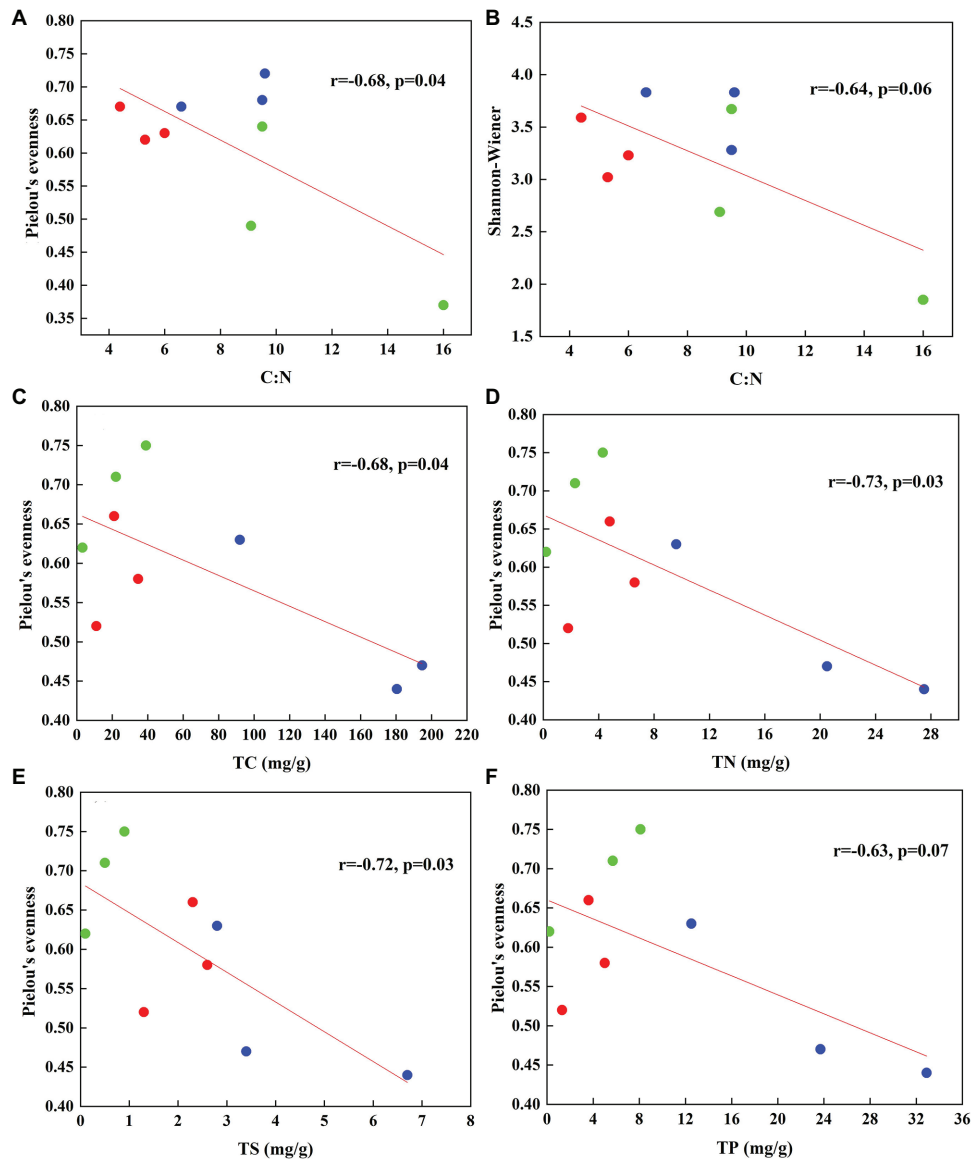 A
0.80
0.75
0.70
0.65
0.60
0.55
0.50
0.45
0.40
0.35
Pielou's evenness
r=-0.68, p=0.04
4 6 8 10 12 14 16
C:N
B
4.5
4.0
3.5
3.0
2.5
2.0
1.5
Shannon-Wiener
r=-0.64, p=0.06
4 6 8 10 12 14 16
C:N
C
0.80
0.75
0.70
0.65
0.60
0.55
0.50
0.45
0.40
Pielou's evenness
r=-0.68, p=0.04
0 20 40 60 80 100 120 140 160 180 200 220
TC (mg/g)
D
0.80
0.75
0.70
0.65
0.60
0.55
0.50
0.45
0.40
Pielou's evenness
r=-0.73, p=0.03
0 4 8 12 16 20 24 28
TN (mg/g)
E
0.80
0.75
0.70
0.65
0.60
0.55
0.50
0.45
0.40
Pielou's evenness
r=-0.72, p=0.03
0 1 2 3 4 5 6 7 8
TS (mg/g)
F
0.80
0.75
0.70
0.65
0.60
0.55
0.50
0.45
0.40
Pielou's evenness
r=-0.63, p=0.07
0 4 8 12 16 20 24 28 32 36
TP (mg/g)